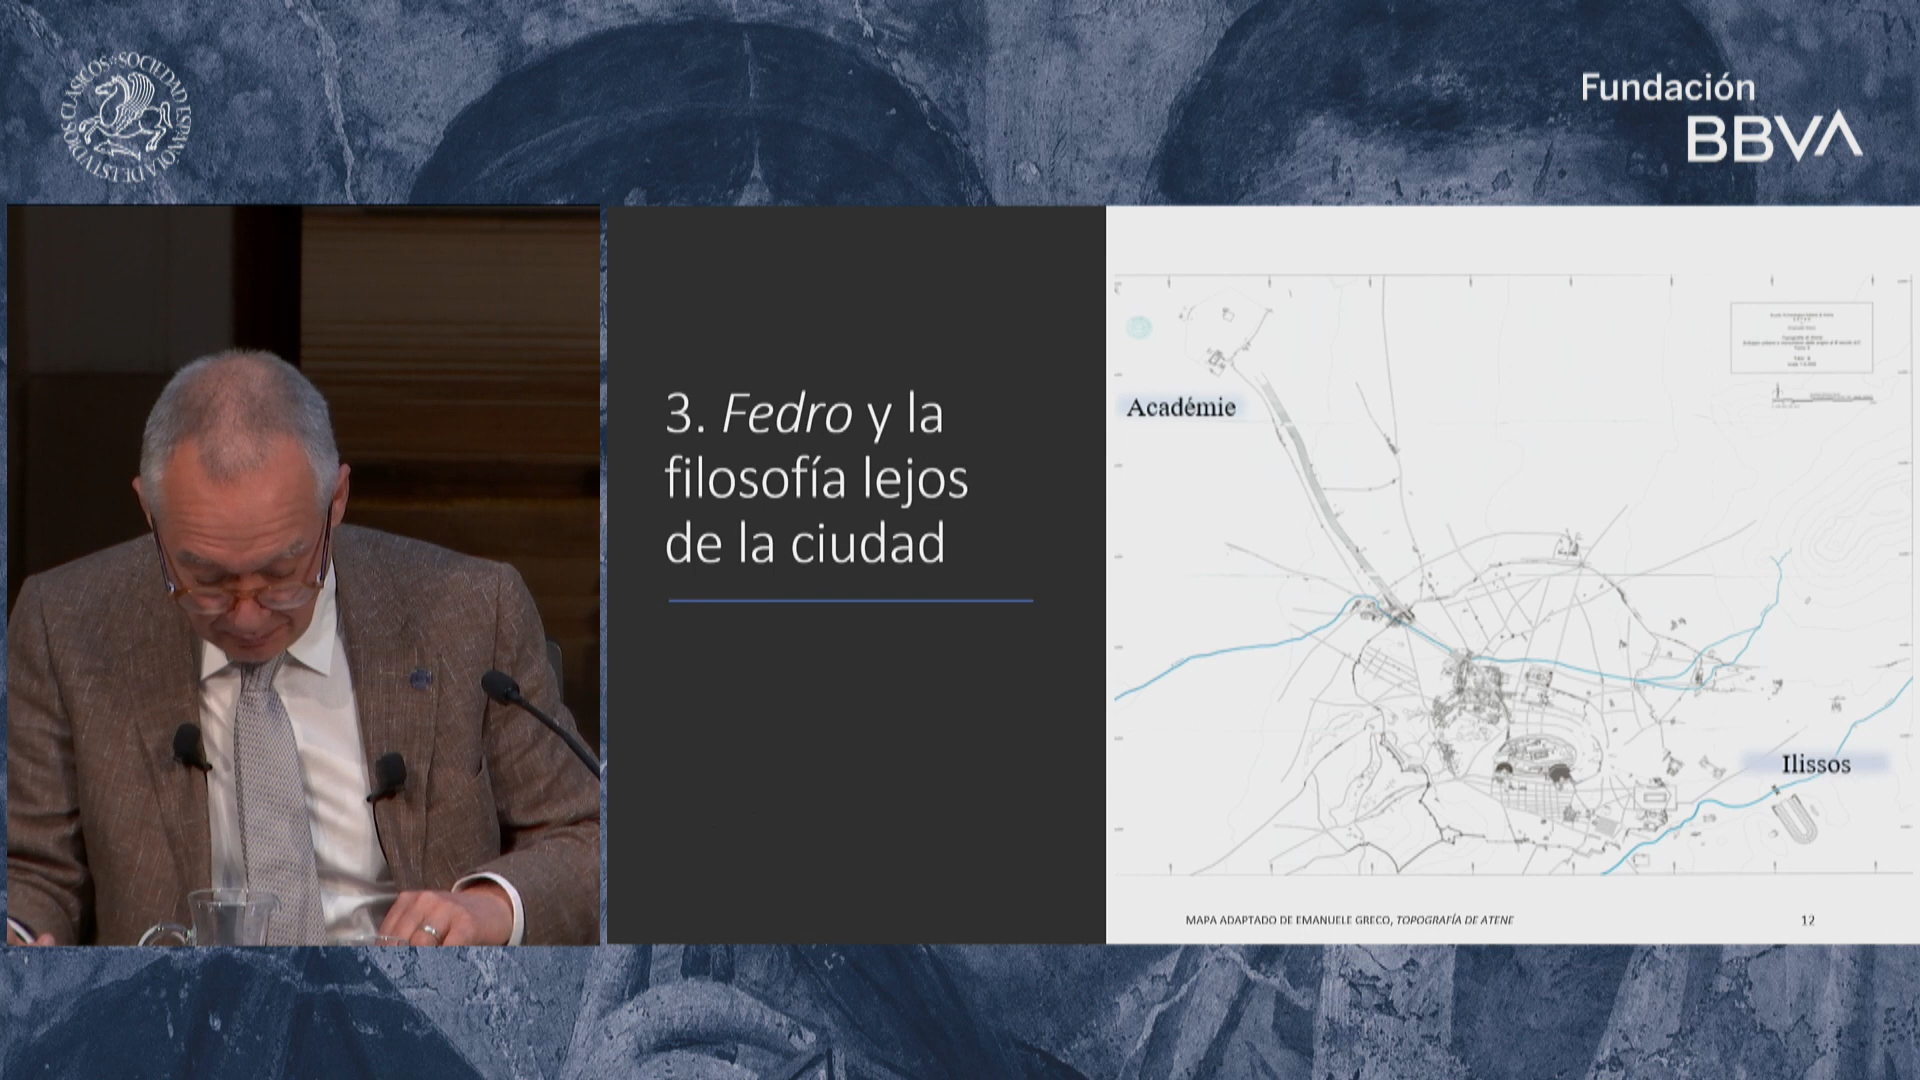 SOCIEDAD ESPAÑOLA DE ESTVDIOS CLÁSICOS
Fundación
BBVA
3. Fedro y la
filosofía lejos
de la ciudad
Académie
Ilissos
MAPA ADAPTADO DE EMANUELE GRECO, TOPOGRAFÍA DE ATENE
12